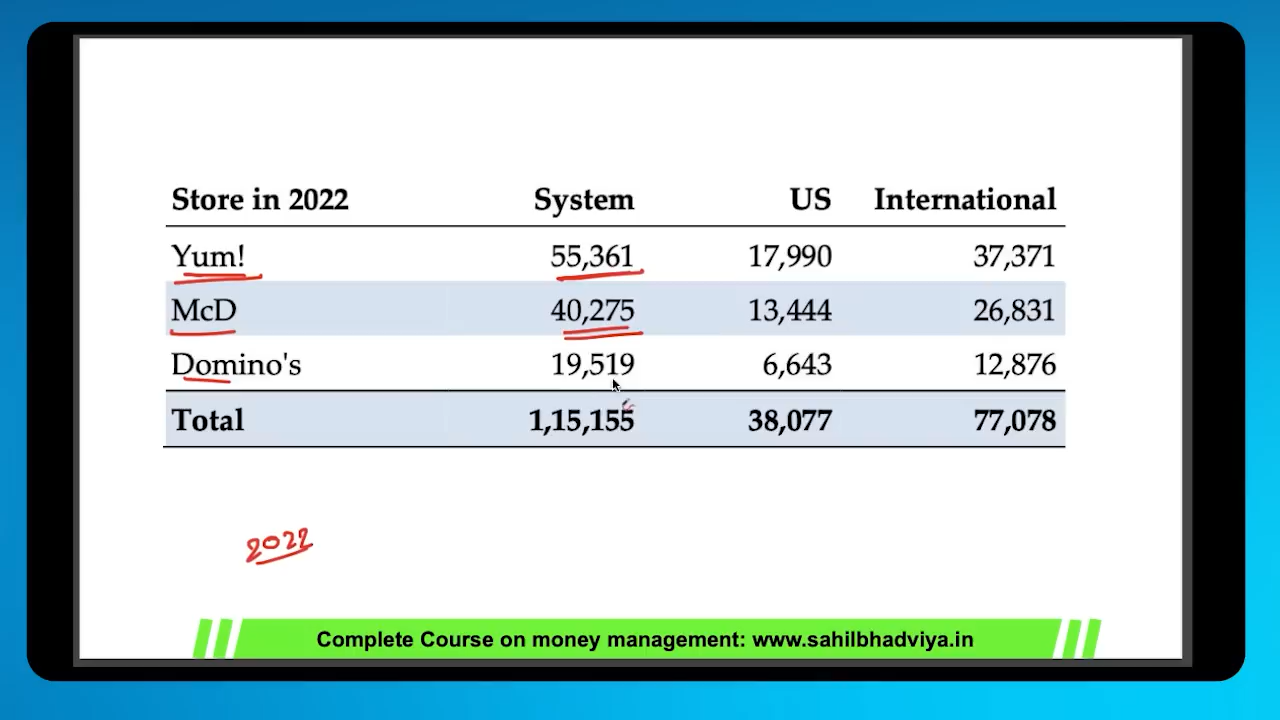 Store in 2022 System US International
Yum! 55,361 17,990 37,371
McD 40,275 13,444 26,831
Domino's 19,519 6,643 12,876
Total 1,15,155 38,077 77,078
2022
Complete Course on money management: www.sahilbhadviya.in